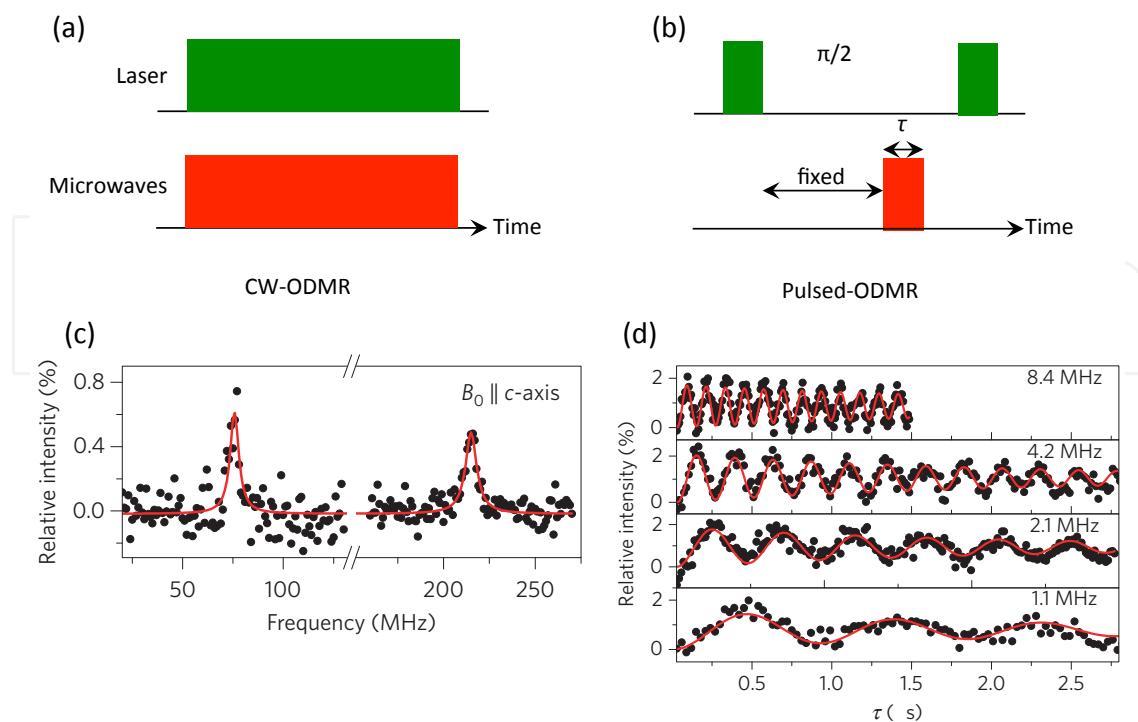 (a)
Laser
Microwaves
Time
CW-ODMR
(b)
π/2
τ
fixed
Time
Pulsed-ODMR
(c)
Relative intensity (%)
0.8
0.4
0.0
B₀ ∥ c-axis
50
100
200
250
Frequency (MHz)
(d)
Relative intensity (%)
2
0
8.4 MHz
2
0
4.2 MHz
2
0
2.1 MHz
2
0
1.1 MHz
0.5
1.0
1.5
2.0
2.5
τ ( s)